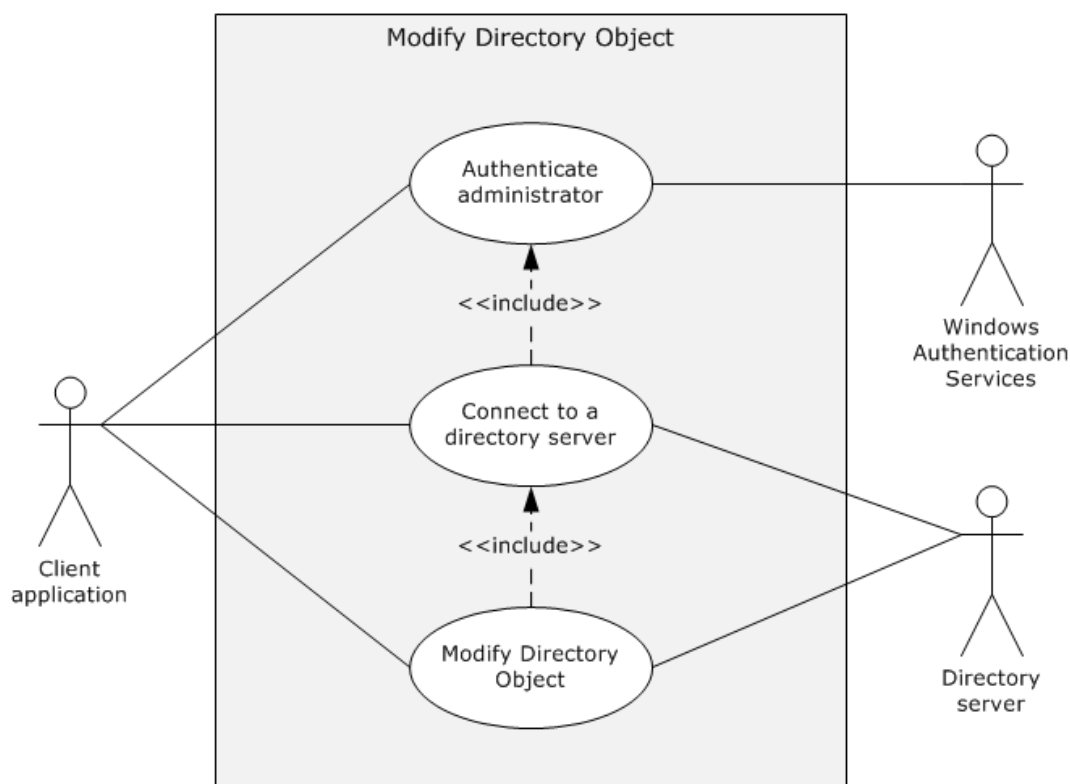 Modify Directory Object
Authenticate
administrator
<<include>>
Windows
Authentication
Services
Connect to a
directory server
<<include>>
Client
application
Modify Directory
Object
Directory
server